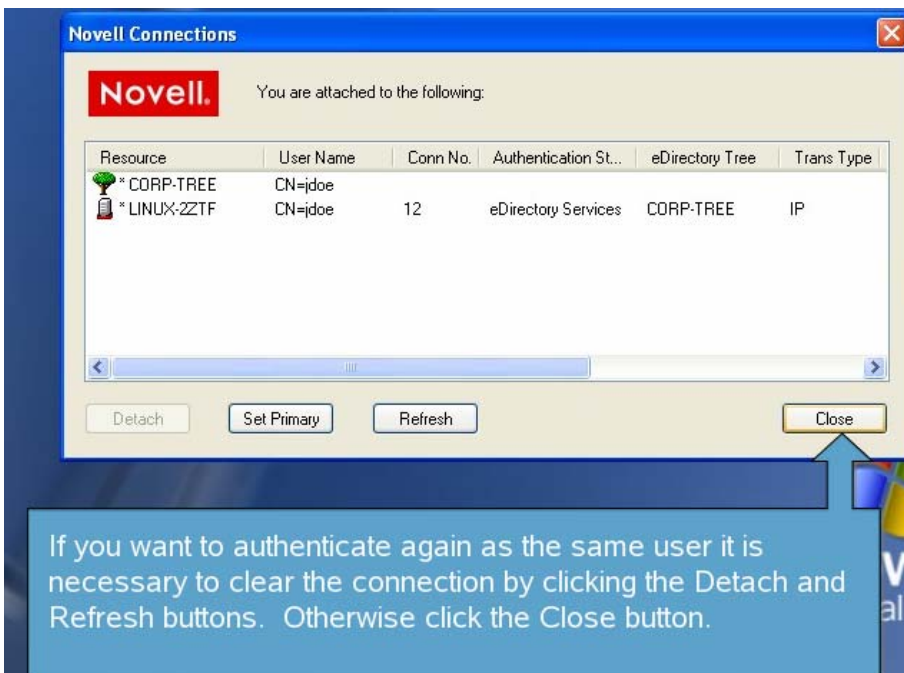 Novell Connections
Novell.
You are attached to the following:
Resource User Name Conn No. Authentication St... eDirectory Tree Trans Type
* CORP-TREE CN=jdoe
* LINUX-2ZTF CN=jdoe 12 eDirectory Services CORP-TREE IP
Detach Set Primary Refresh Close
If you want to authenticate again as the same user it is
necessary to clear the connection by clicking the Detach and
Refresh buttons. Otherwise click the Close button.